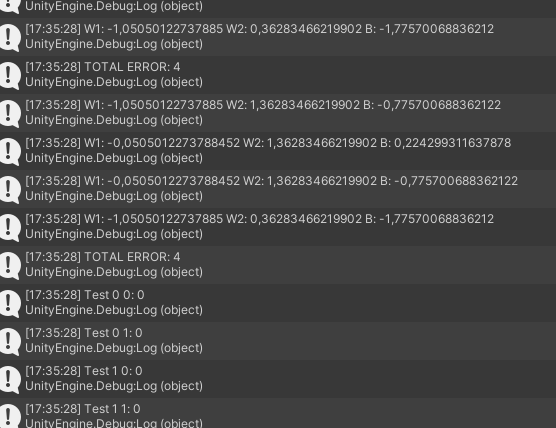 UnityEngine.Debug:Log (object)
[17:35:28] W1: -1,05050122737885 W2: 0,36283466219902 B: -1,77570068836212
UnityEngine.Debug:Log (object)
[17:35:28] TOTAL ERROR: 4
UnityEngine.Debug:Log (object)
[17:35:28] W1: -1,05050122737885 W2: 1,36283466219902 B: -0,775700688362122
UnityEngine.Debug:Log (object)
[17:35:28] W1: -0,0505012273788452 W2: 1,36283466219902 B: 0,224299311637878
UnityEngine.Debug:Log (object)
[17:35:28] W1: -0,0505012273788452 W2: 1,36283466219902 B: -0,775700688362122
UnityEngine.Debug:Log (object)
[17:35:28] W1: -1,05050122737885 W2: 0,36283466219902 B: -1,77570068836212
UnityEngine.Debug:Log (object)
[17:35:28] TOTAL ERROR: 4
UnityEngine.Debug:Log (object)
[17:35:28] Test 0 0: 0
UnityEngine.Debug:Log (object)
[17:35:28] Test 0 1: 0
UnityEngine.Debug:Log (object)
[17:35:28] Test 1 0: 0
UnityEngine.Debug:Log (object)
[17:35:28] Test 1 1: 0
UnityEngine.Debug:Log (object)